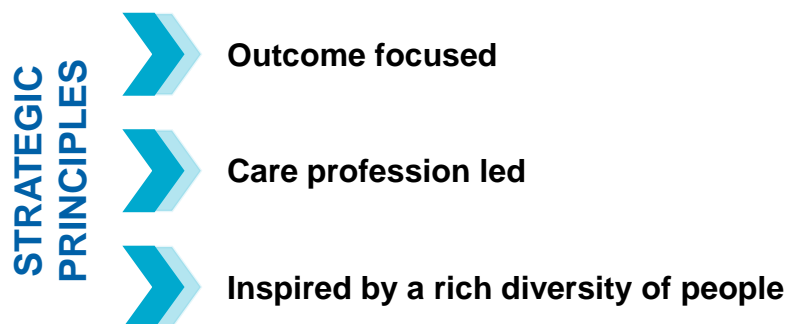 STRATEGIC
PRINCIPLES
Outcome focused
Care profession led
Inspired by a rich diversity of people